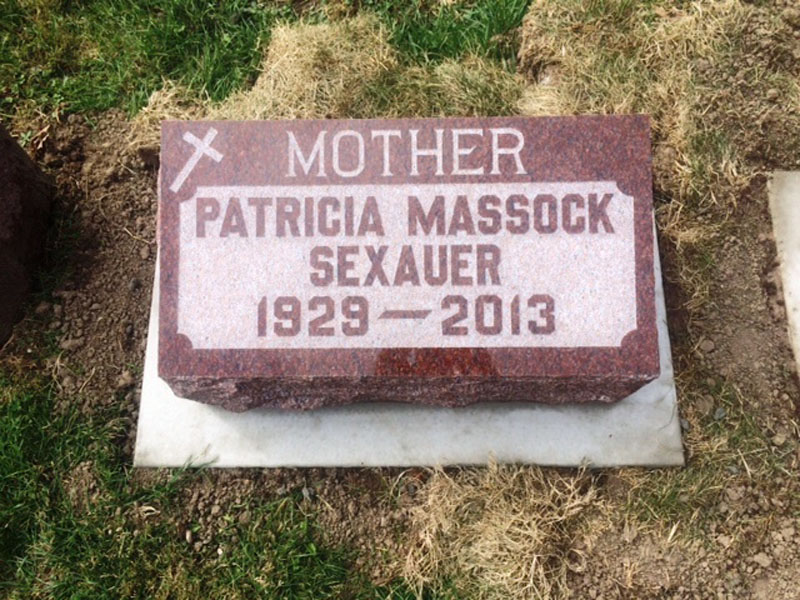 MOTHER
PATRICIA MASSOCK
SEXAUER
1929—2013